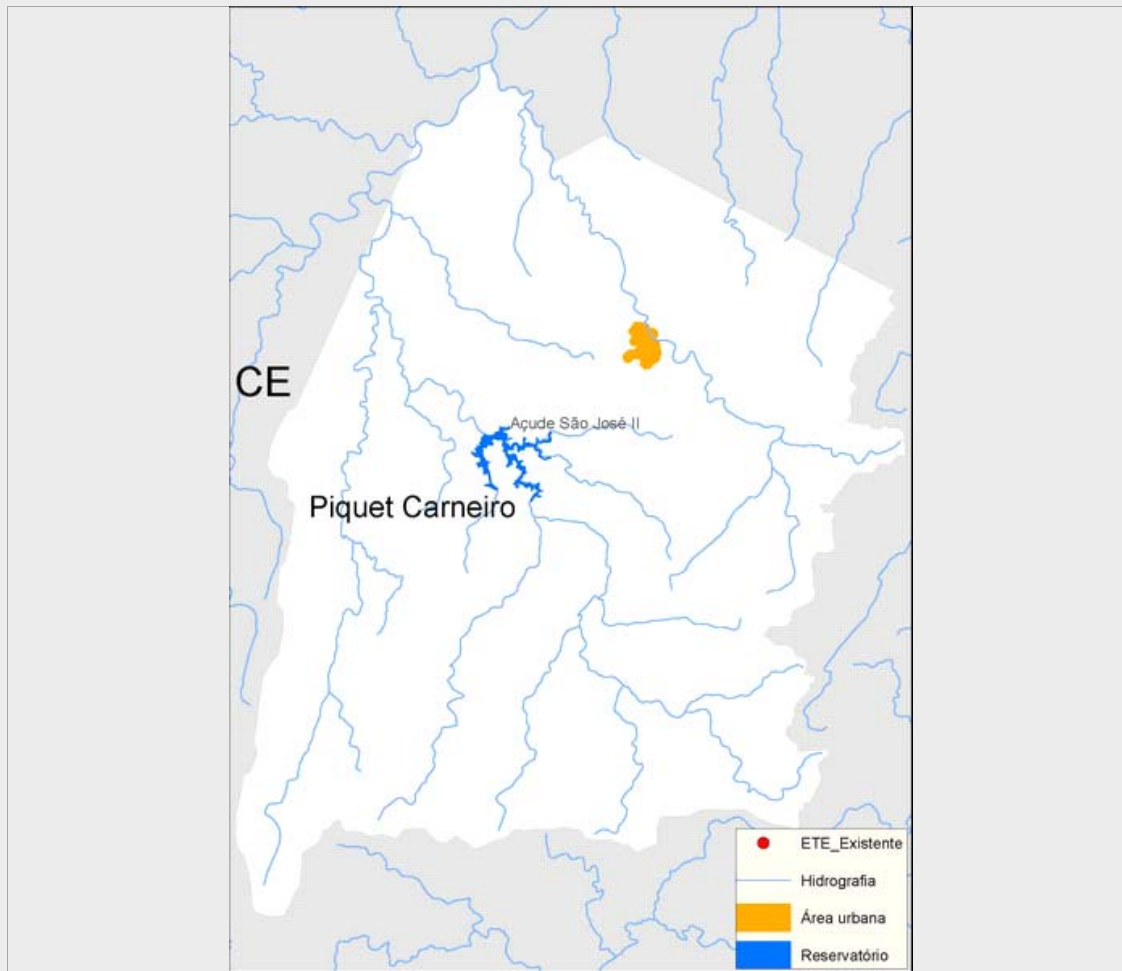 CE
Açude São José II
Piquet Carneiro
ETE_Existente
Hidrografia
Área urbana
Reservatório